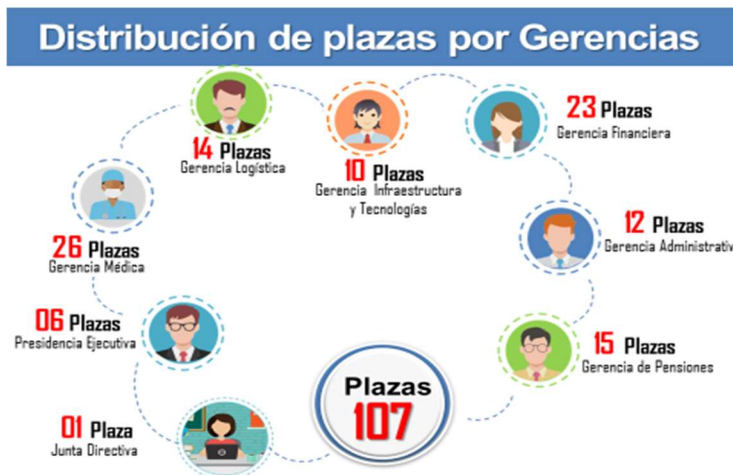 Distribución de plazas por Gerencias
14 Plazas
Gerencia Logística
10 Plazas
Gerencia Infraestructura
y Tecnologías
23 Plazas
Gerencia Financiera
26 Plazas
Gerencia Médica
12 Plazas
Gerencia Administrativ
06 Plazas
Presidencia Ejecutiva
15 Plazas
Gerencia de Pensiones
01 Plaza
Junta Directiva
Plazas
107